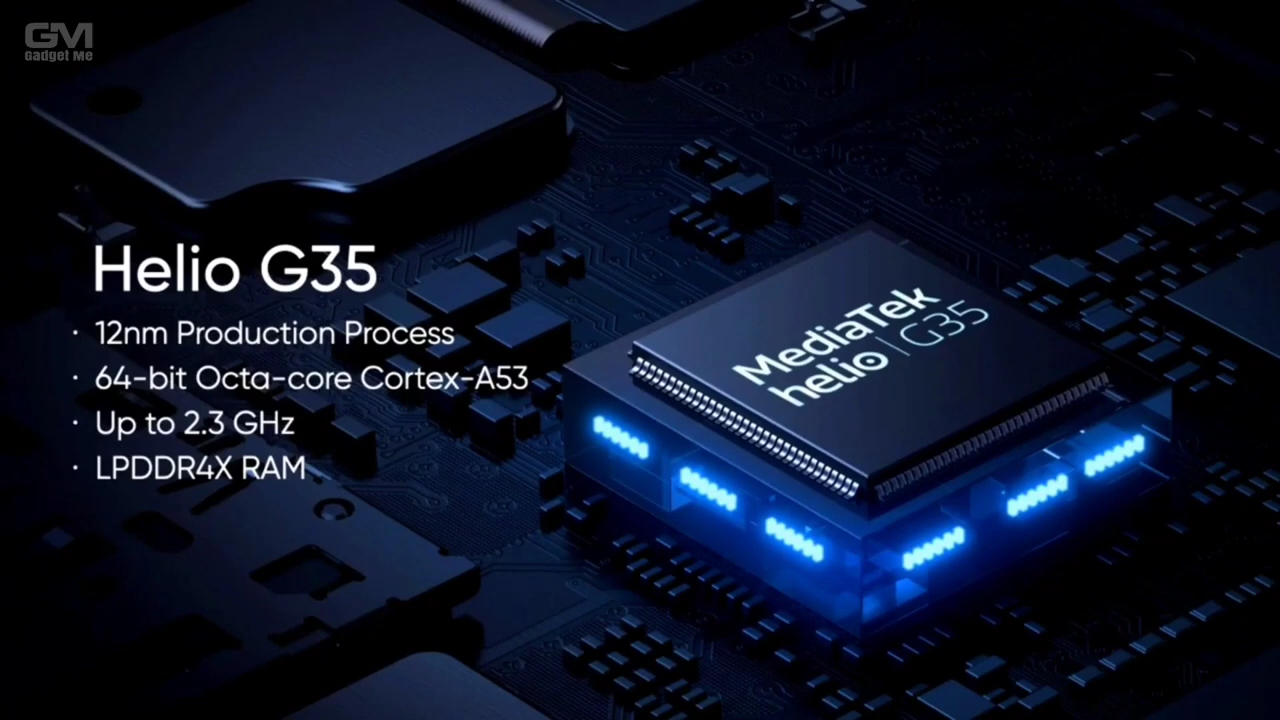 GM
Gadget Me
Helio G35
· 12nm Production Process
· 64-bit Octa-core Cortex-A53
· Up to 2.3 GHz
· LPDDR4X RAM
MediaTek
helio | G35